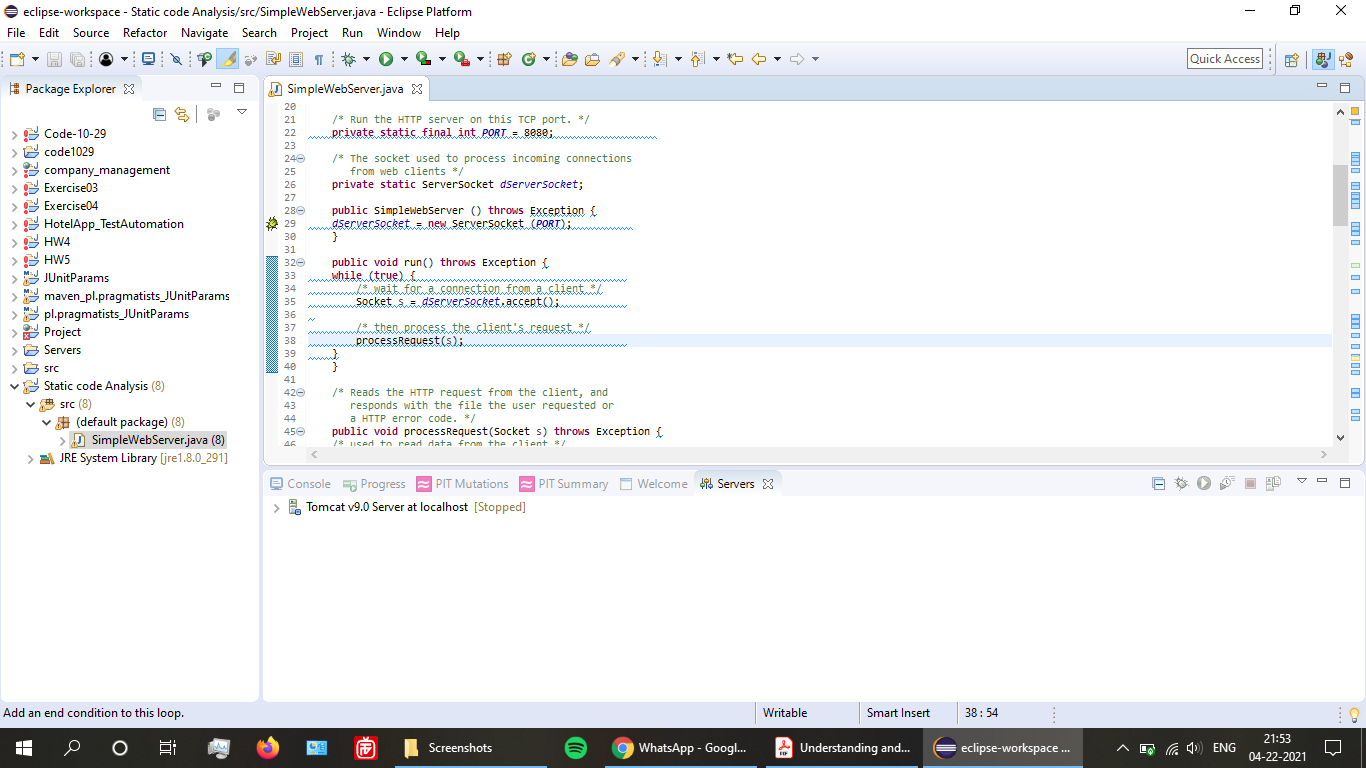 eclipse-workspace - Static code Analysis/src/SimpleWebServer.java - Eclipse Platform
File Edit Source Refactor Navigate Search Project Run Window Help
Quick Access
Package Explorer
Code-10-29
code1029
company_management
Exercise03
Exercise04
HotelApp_TestAutomation
HW4
HW5
JUnitParams
maven_pl.pragmatists_JUnitParams
pl.pragmatists_JUnitParams
Project
Servers
src
Static code Analysis (8)
src (8)
(default package) (8)
SimpleWebServer.java (8)
JRE System Library [jre1.8.0_291]
SimpleWebServer.java
20
21 /* Run the HTTP server on this TCP port. */
22 private static final int PORT = 8080;
23
24 /* The socket used to process incoming connections
25 from web clients */
26 private static ServerSocket dServerSocket;
27
28 public SimpleWebServer () throws Exception {
29 dServerSocket = new ServerSocket (PORT);
30 }
31
32 public void run() throws Exception {
33 while (true) {
34 /* wait for a connection from a client */
35 Socket s = dServerSocket.accept();
36
37 /* then process the client's request */
38 processRequest(s);
39 }
40 }
41
42 /* Reads the HTTP request from the client, and
43 responds with the file the user requested or
44 a HTTP error code. */
45 public void processRequest(Socket s) throws Exception {
46 /* used to read data from the client */
Console Progress PIT Mutations PIT Summary Welcome Servers
Tomcat v9.0 Server at localhost [Stopped]
Add an end condition to this loop.
Writable Smart Insert 38 : 54
Screenshots
WhatsApp - Googl...
Understanding and...
eclipse-workspace ...
ENG
21:53
04-22-2021